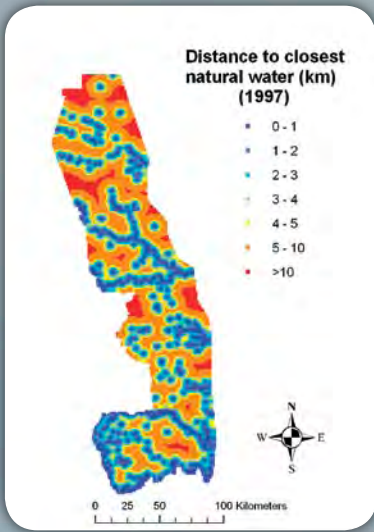 Distance to closest
natural water (km)
(1997)
0 - 1
1 - 2
2 - 3
3 - 4
4 - 5
5 - 10
>10
N
W E
S
0 25 50 100 Kilometers